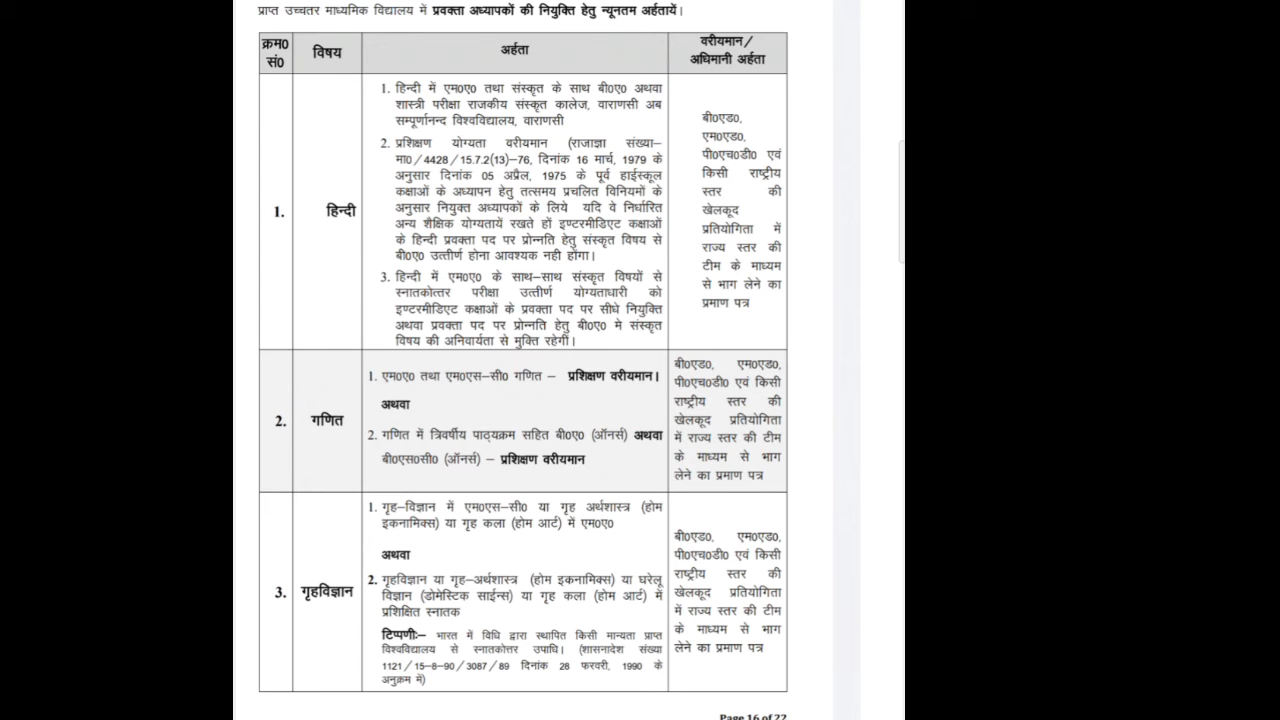 प्राप्त उच्चतर माध्यमिक विद्यालय में प्रवक्ता अध्यापकों की नियुक्ति हेतु न्यूनतम अर्हतायें।
क्रम0
सं0
विषय
अर्हता
वरीयमान/
अधिमानी अर्हता
1.
हिन्दी
1. हिन्दी में एम0ए0 तथा संस्कृत के साथ बी0ए0 अथवा
शास्त्री परीक्षा राजकीय संस्कृत कालेज, वाराणसी अब
सम्पूर्णानन्द विश्वविद्यालय, वाराणसी
2. प्रशिक्षण योग्यता वरीयमान (राजाज्ञा संख्या–
मा0/4428/15.7.2(13)–76, दिनांक 16 मार्च, 1979 के
अनुसार दिनांक 05 अप्रैल, 1975 के पूर्व हाईस्कूल
कक्षाओं के अध्यापन हेतु तत्समय प्रचलित विनियमों के
अनुसार नियुक्त अध्यापकों के लिये यदि वे निर्धारित
अन्य शैक्षिक योग्यतायें रखते हों इण्टरमीडिएट कक्षाओं
के हिन्दी प्रवक्ता पद पर प्रोन्नति हेतु संस्कृत विषय से
बी0ए0 उत्तीर्ण होना आवश्यक नही होंगा।
3. हिन्दी में एम0ए0 के साथ–साथ संस्कृत विषयों से
स्नातकोत्तर परीक्षा उत्तीर्ण योग्यताधारी को
इण्टरमीडिएट कक्षाओं के प्रवक्ता पद पर सीधे नियुक्ति
अथवा प्रवक्ता पद पर प्रोन्नति हेतु बी0ए0 मे संस्कृत
विषय की अनिवार्यता से मुक्ति रहेगीं।
बी0एड0,
एम0एड0,
पी0एच0डी0 एवं
किसी राष्ट्रीय
स्तर की
खेलकूद
प्रतियोगिता में
राज्य स्तर की
टीम के माध्यम
से भाग लेने का
प्रमाण पत्र
2.
गणित
1. एम0ए0 तथा एम0एस–सी0 गणित – प्रशिक्षण वरीयमान।
अथवा
2. गणित में त्रिवर्षीय पाठ्यक्रम सहित बी0ए0 (ऑनर्स) अथवा
बी0एस0सी0 (ऑनर्स) – प्रशिक्षण वरीयमान
बी0एड0, एम0एड0,
पी0एच0डी0 एवं किसी
राष्ट्रीय स्तर की
खेलकूद प्रतियोगिता
में राज्य स्तर की टीम
के माध्यम से भाग
लेने का प्रमाण पत्र
3.
गृहविज्ञान
1. गृह–विज्ञान में एम0एस–सी0 या गृह अर्थशास्त्र (होम
इकनामिक्स) या गृह कला (होम आर्ट) में एम0ए0
अथवा
2. गृहविज्ञान या गृह–अर्थशास्त्र (होम इकनामिक्स) या घरेलू
विज्ञान (डोमेस्टिक साईन्स) या गृह कला (होम आर्ट) में
प्रशिक्षित स्नातक
टिप्पणीः– भारत में विधि द्वारा स्थापित किसी मान्यता प्राप्त
विश्वविद्यालय से स्नातकोत्तर उपाधि। (शासनादेश संख्या
1121/15–8–90/3087/89 दिनांक 28 फरवरी, 1990 के
अनुक्रम में)
बी0एड0, एम0एड0,
पी0एच0डी0 एवं किसी
राष्ट्रीय स्तर की
खेलकूद प्रतियोगिता
में राज्य स्तर की टीम
के माध्यम से भाग
लेने का प्रमाण पत्र
Page 16 of 22